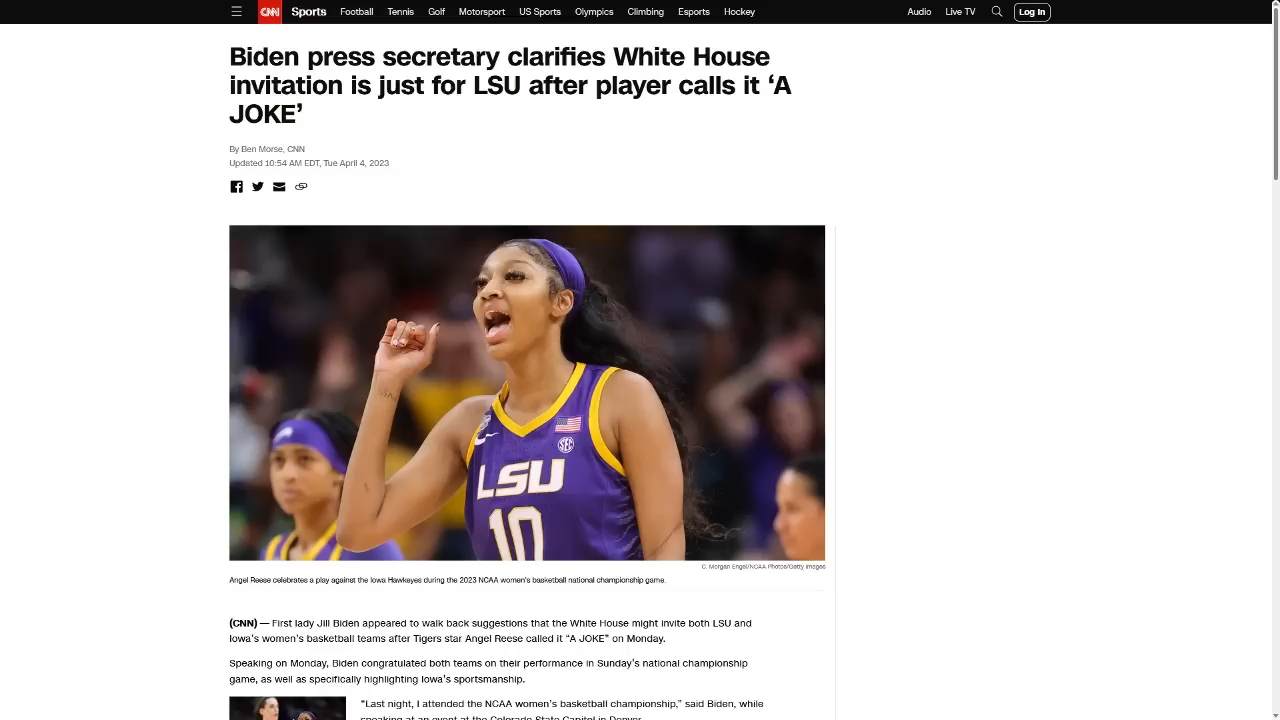 CNN Sports Football Tennis Golf Motorsport US Sports Olympics Climbing Esports Hockey Audio Live TV Log In
Biden press secretary clarifies White House
invitation is just for LSU after player calls it ‘A
JOKE’
By Ben Morse, CNN
Updated 10:54 AM EDT, Tue April 4, 2023
SEC
LSU
10
C. Morgan Engel/NCAA Photos/Getty Images
Angel Reese celebrates a play against the Iowa Hawkeyes during the 2023 NCAA women's basketball national championship game.
(CNN) — First lady Jill Biden appeared to walk back suggestions that the White House might invite both LSU and
Iowa’s women’s basketball teams after Tigers star Angel Reese called it “A JOKE” on Monday.
Speaking on Monday, Biden congratulated both teams on their performance in Sunday’s national championship
game, as well as specifically highlighting Iowa’s sportsmanship.
“Last night, I attended the NCAA women’s basketball championship,” said Biden, while
speaking at an event at the Colorado State Capitol in Denver.